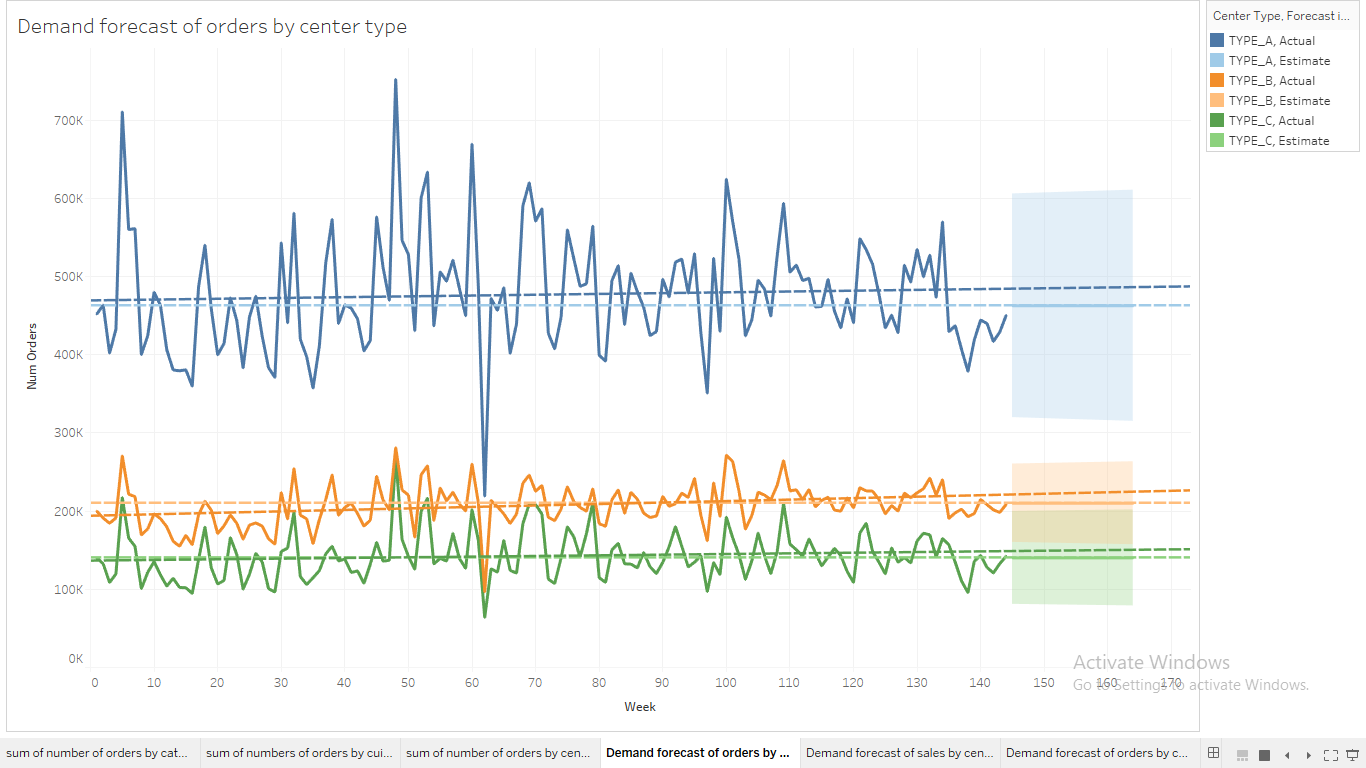 Demand forecast of orders by center type
Center Type, Forecast i...
TYPE_A, Actual
TYPE_A, Estimate
TYPE_B, Actual
TYPE_B, Estimate
TYPE_C, Actual
TYPE_C, Estimate
700K
600K
500K
400K
300K
200K
100K
0K
Num Orders
0 10 20 30 40 50 60 70 80 90 100 110 120 130 140 150 160 170
Week
Activate Windows
Go to Settings to activate Windows.
sum of number of orders by cat... sum of numbers of orders by cui... sum of number of orders by cen... Demand forecast of orders by ... Demand forecast of sales by cen... Demand forecast of orders by c...